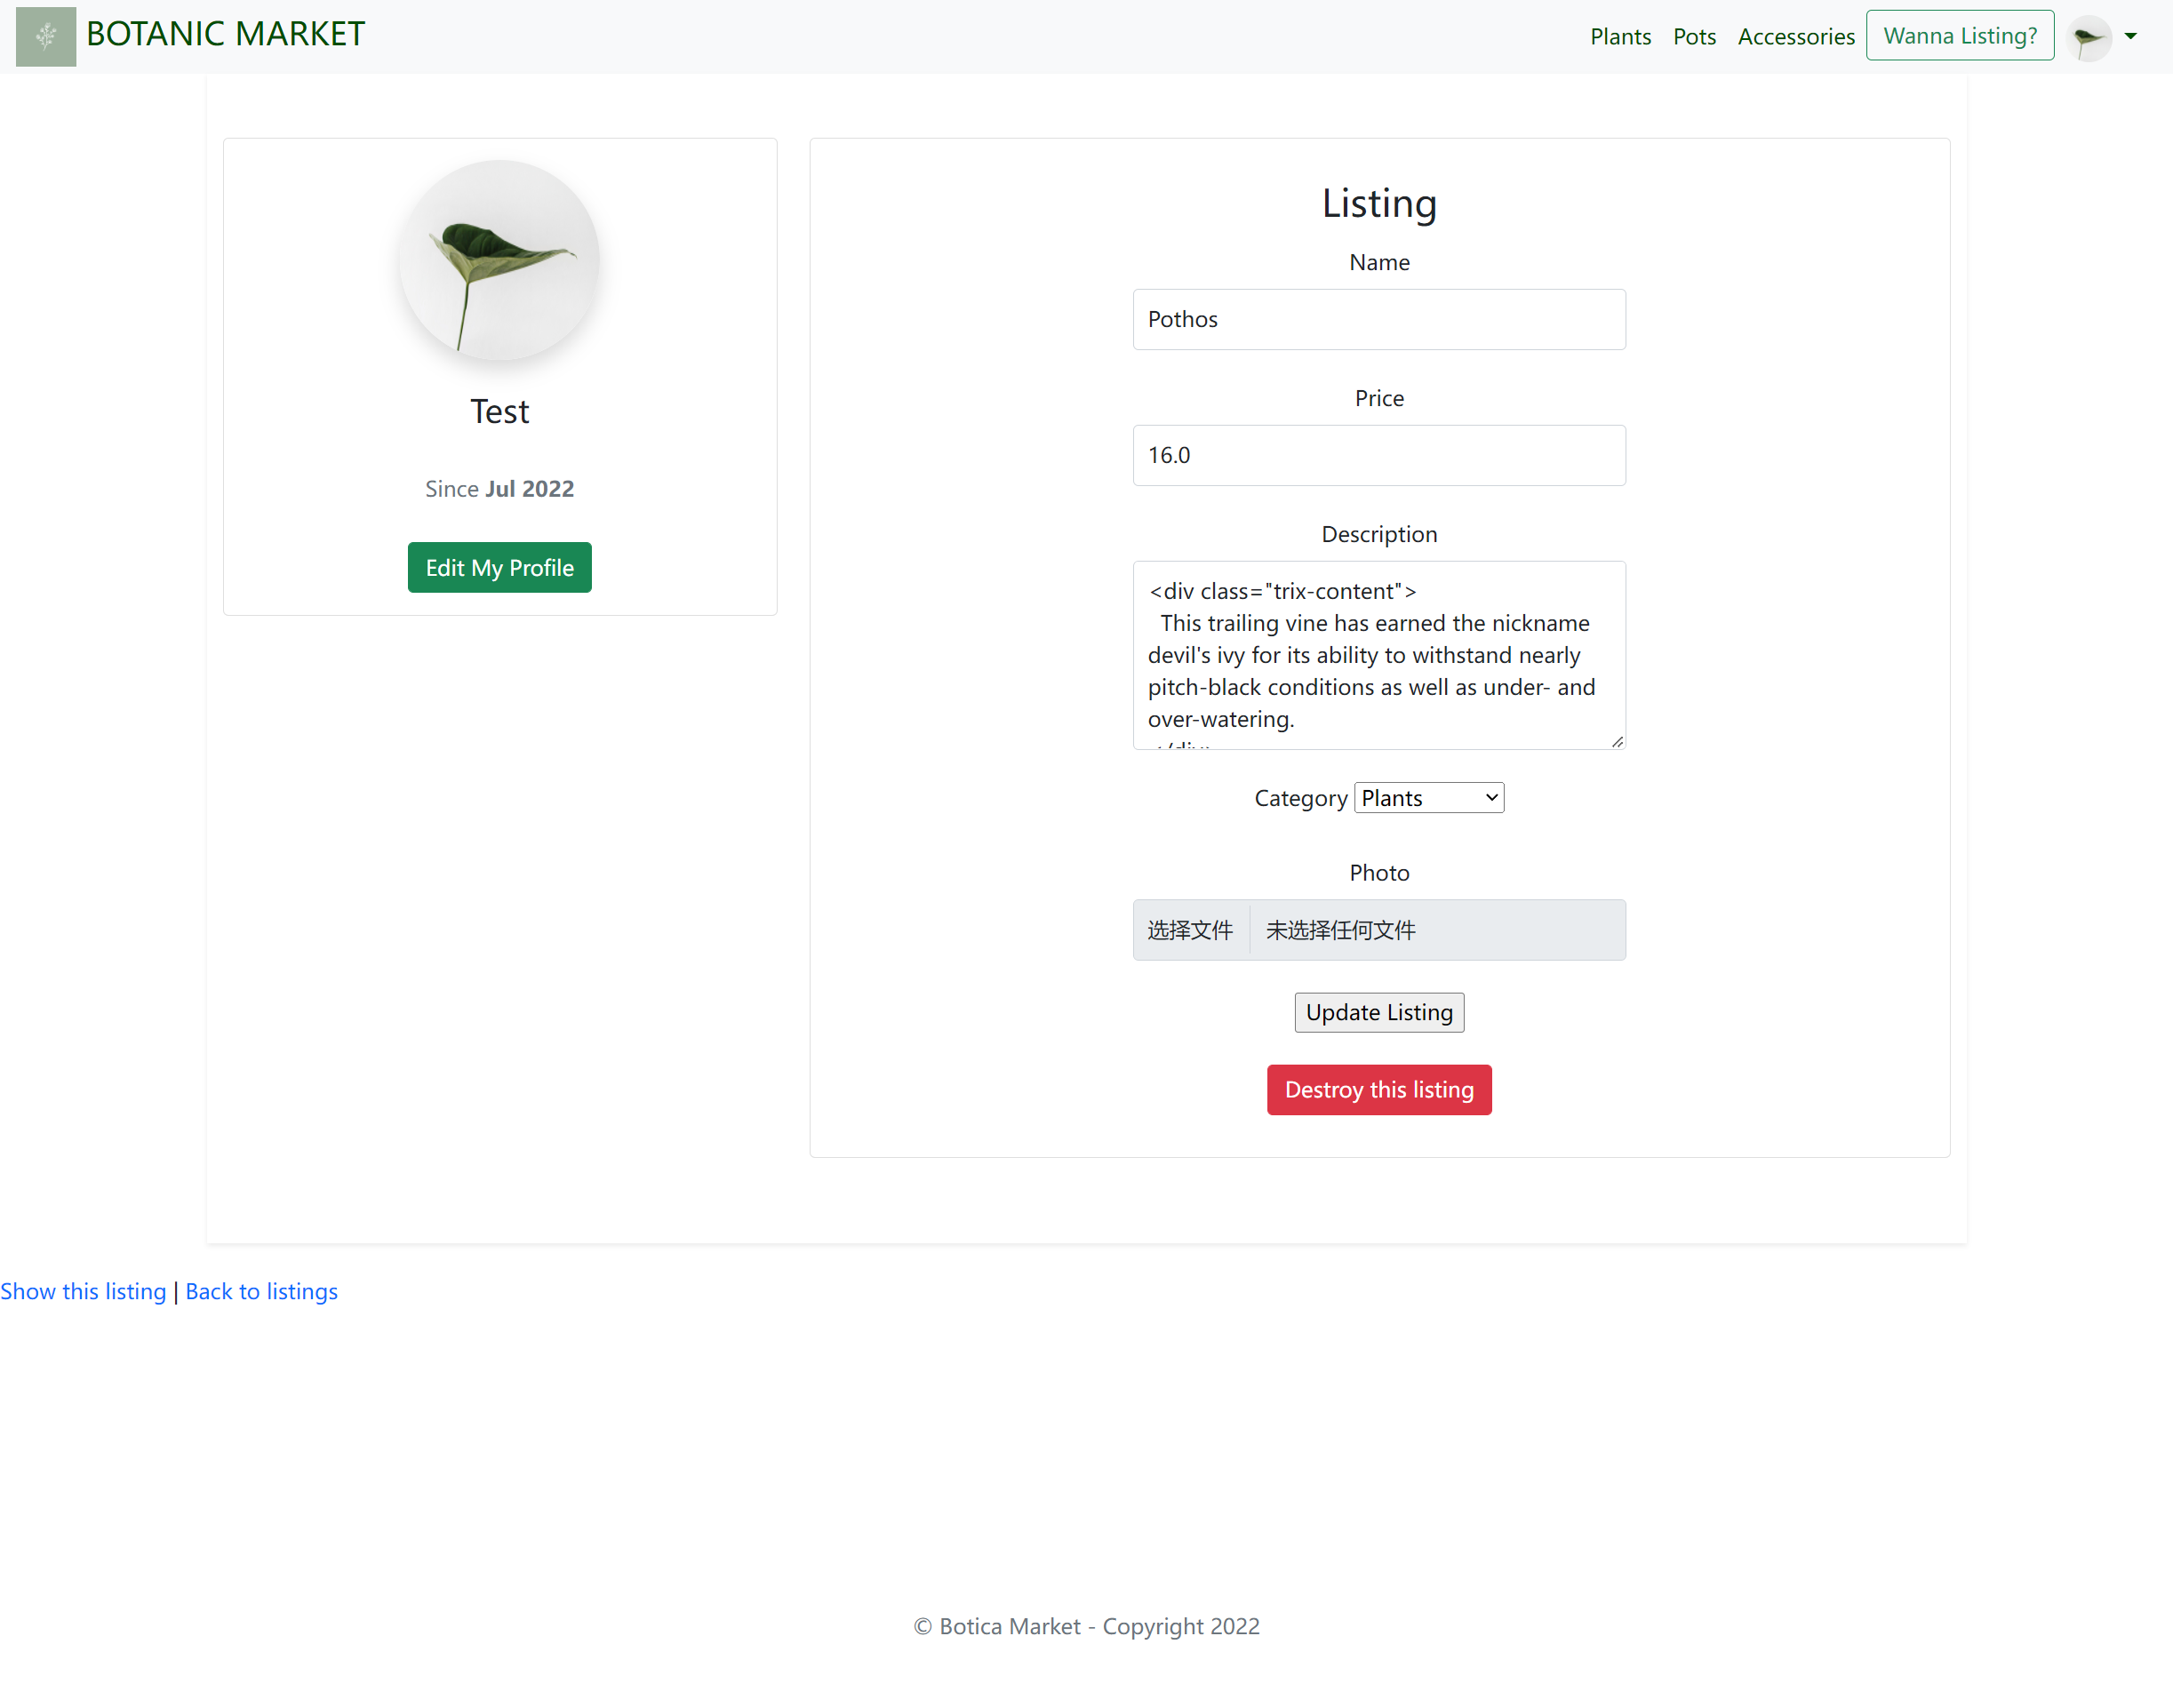 BOTANIC MARKET
Plants
Pots
Accessories
Wanna Listing?
Test
Since Jul 2022
Edit My Profile
Listing
Name
Pothos
Price
16.0
Description
<div class="trix-content">
This trailing vine has earned the nickname
devil's ivy for its ability to withstand nearly
pitch-black conditions as well as under- and
over-watering.
Category Plants
Photo
选择文件 未选择任何文件
Update Listing
Destroy this listing
Show this listing | Back to listings
© Botica Market - Copyright 2022